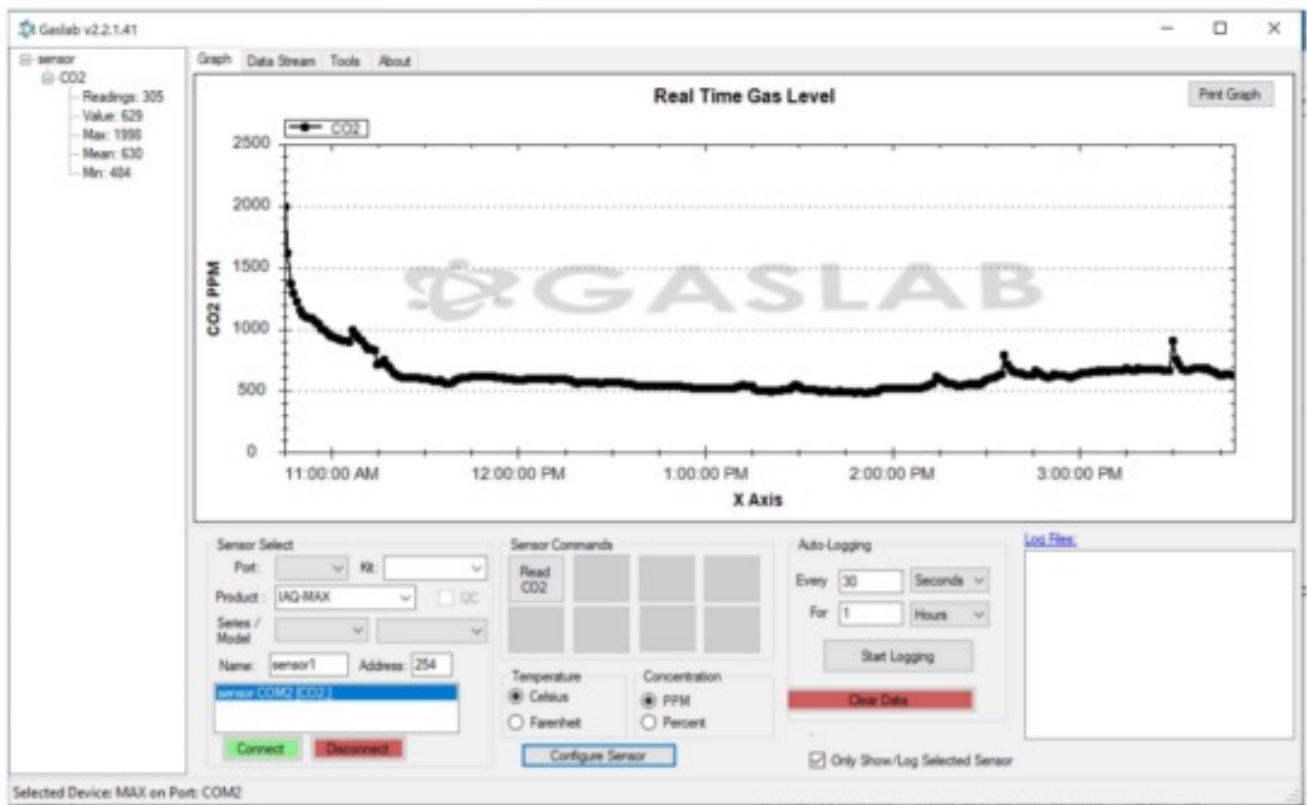 Gaslab v2.2.1.41
sensor
CO2
Readings: 305
Value: 629
Max: 1998
Mean: 630
Min: 484
Graph Data Stream Tools About
Real Time Gas Level
Print Graph
CO2
2500
2000
1500
1000
500
0
CO2 PPM
GASLAB
11:00:00 AM 12:00:00 PM 1:00:00 PM 2:00:00 PM 3:00:00 PM
X Axis
Sensor Select
Port: Kit:
Product : IAQ-MAX I2C
Series /
Model
Name: sensor1 Address: 254
sensor COM2 [CO2 ]
Connect Disconnect
Sensor Commands
Read
CO2
Temperature
Celsius
Farenheit
Concentration
PPM
Percent
Configure Sensor
Auto-Logging
Every 30 Seconds
For 1 Hours
Start Logging
Clear Data
Only Show/Log Selected Sensor
Log Files:
Selected Device: MAX on Port: COM2